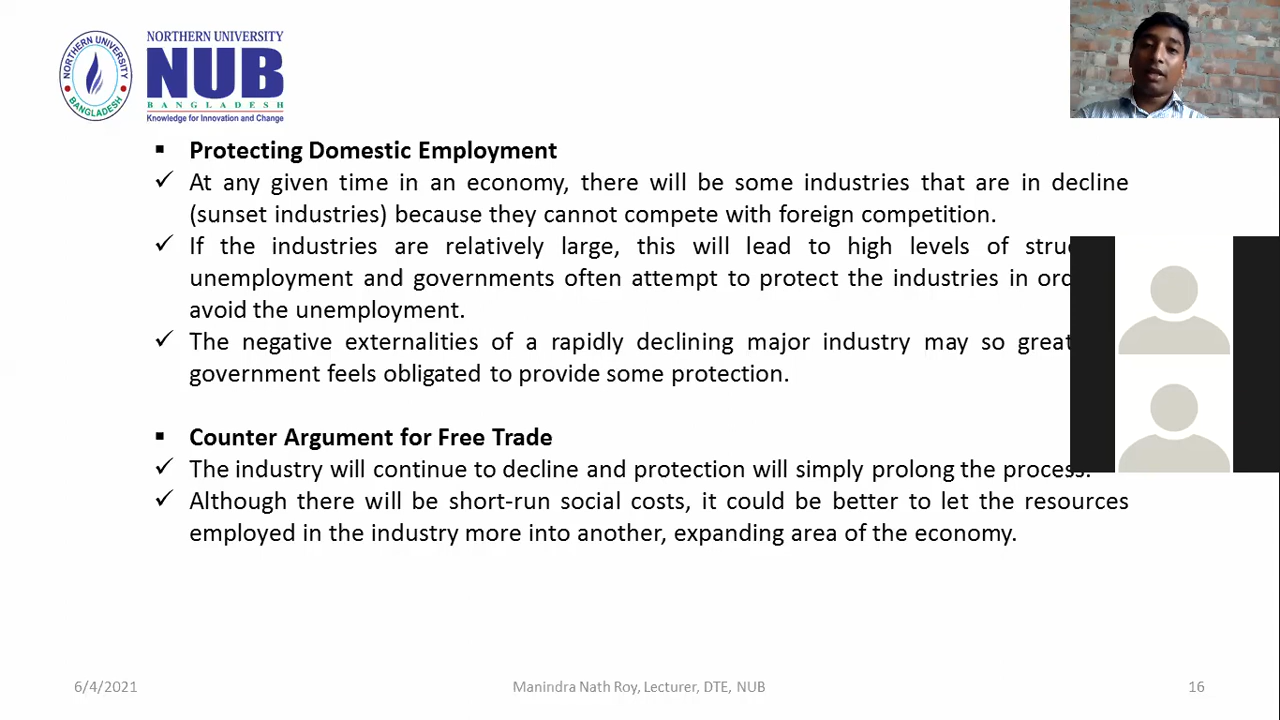 NORTHERN UNIVERSITY
BANGLADESH
NORTHERN UNIVERSITY
NUB
BANGLADESH
Knowledge for Innovation and Change
▪ Protecting Domestic Employment
✓ At any given time in an economy, there will be some industries that are in decline
(sunset industries) because they cannot compete with foreign competition.
✓ If the industries are relatively large, this will lead to high levels of
unemployment and governments often attempt to protect the industries in
avoid the unemployment.
✓ The negative externalities of a rapidly declining major industry may so great
government feels obligated to provide some protection.
▪ Counter Argument for Free Trade
✓ The industry will continue to decline and protection will simply prolong the process.
✓ Although there will be short-run social costs, it could be better to let the resources
employed in the industry more into another, expanding area of the economy.
6/4/2021
Manindra Nath Roy, Lecturer, DTE, NUB
16